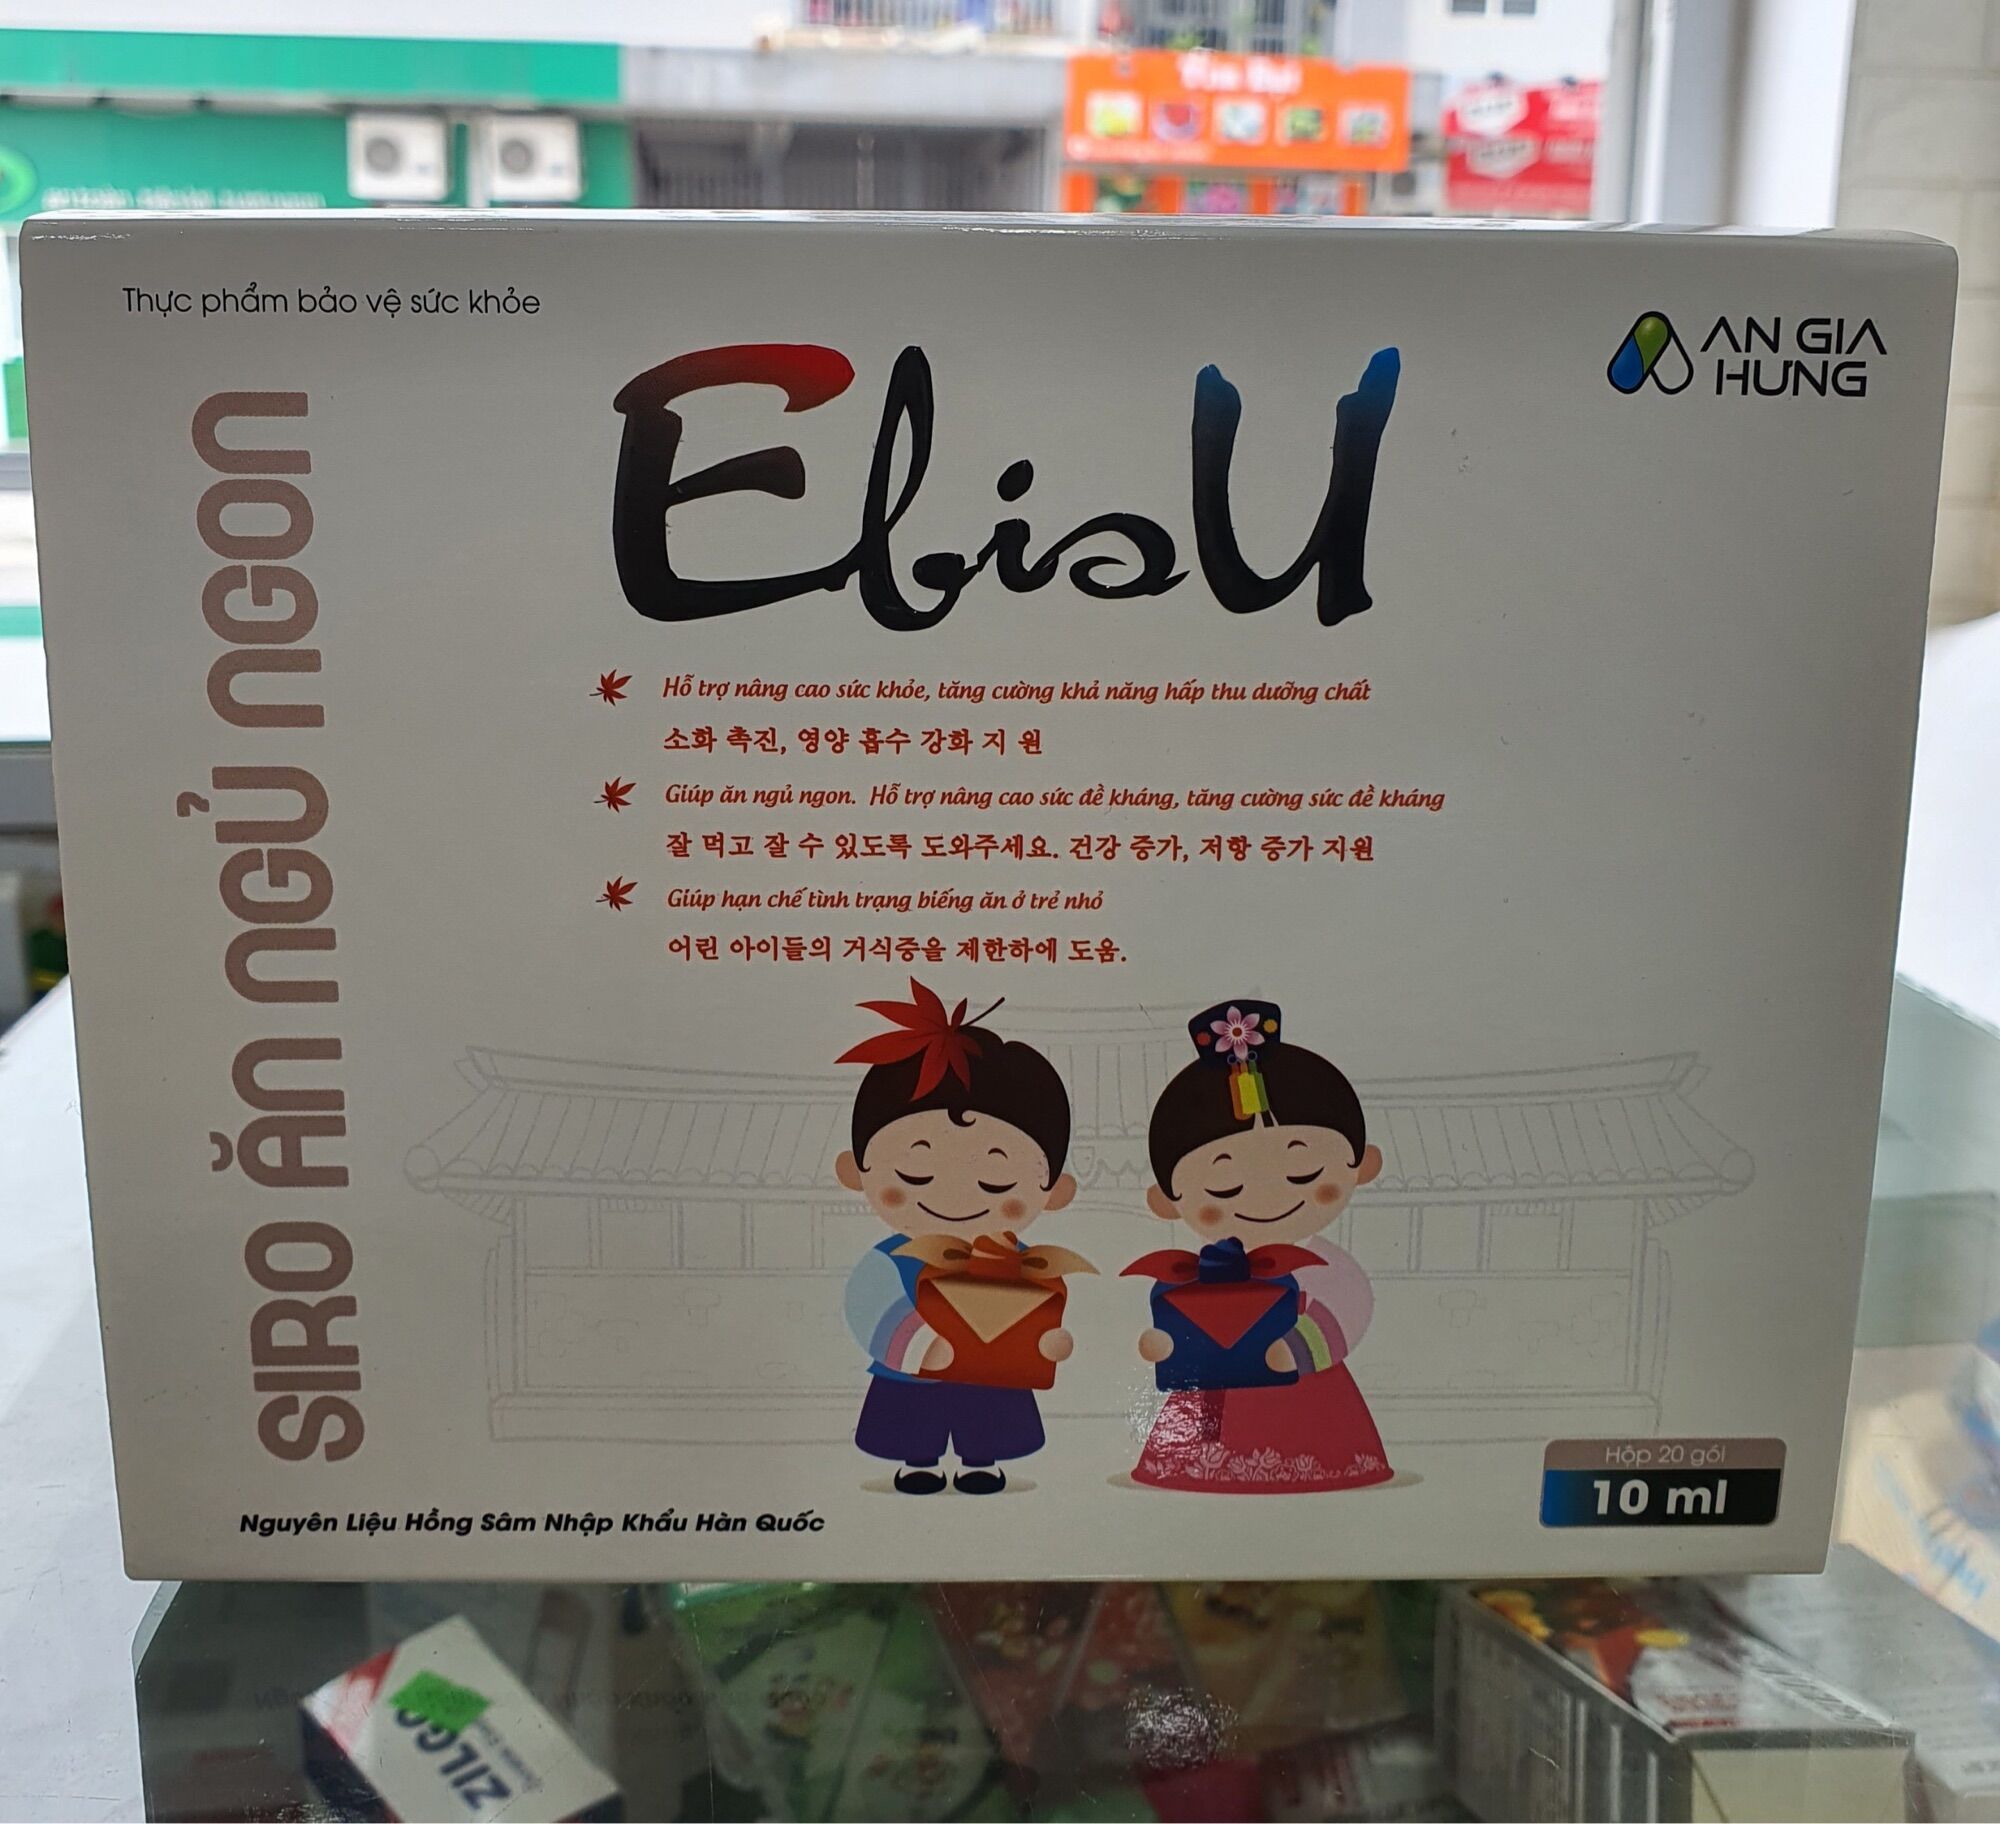 Thực phẩm bảo vệ sức khỏe
AN GIA
HƯNG
EbisU
SIRO ĂN NGỦ NGON
Hỗ trợ nâng cao sức khỏe, tăng cường khả năng hấp thu dưỡng chất
소화 촉진, 영양 흡수 강화 지 원
Giúp ăn ngủ ngon. Hỗ trợ nâng cao sức đề kháng, tăng cường sức đề kháng
잘 먹고 잘 수 있도록 도와주세요. 건강 증가, 저항 증가 지원
Giúp hạn chế tình trạng biếng ăn ở trẻ nhỏ
어린 아이들의 거식증을 제한하에 도움.
Hộp 20 gói
10 ml
Nguyên Liệu Hồng Sâm Nhập Khẩu Hàn Quốc
ZILGO